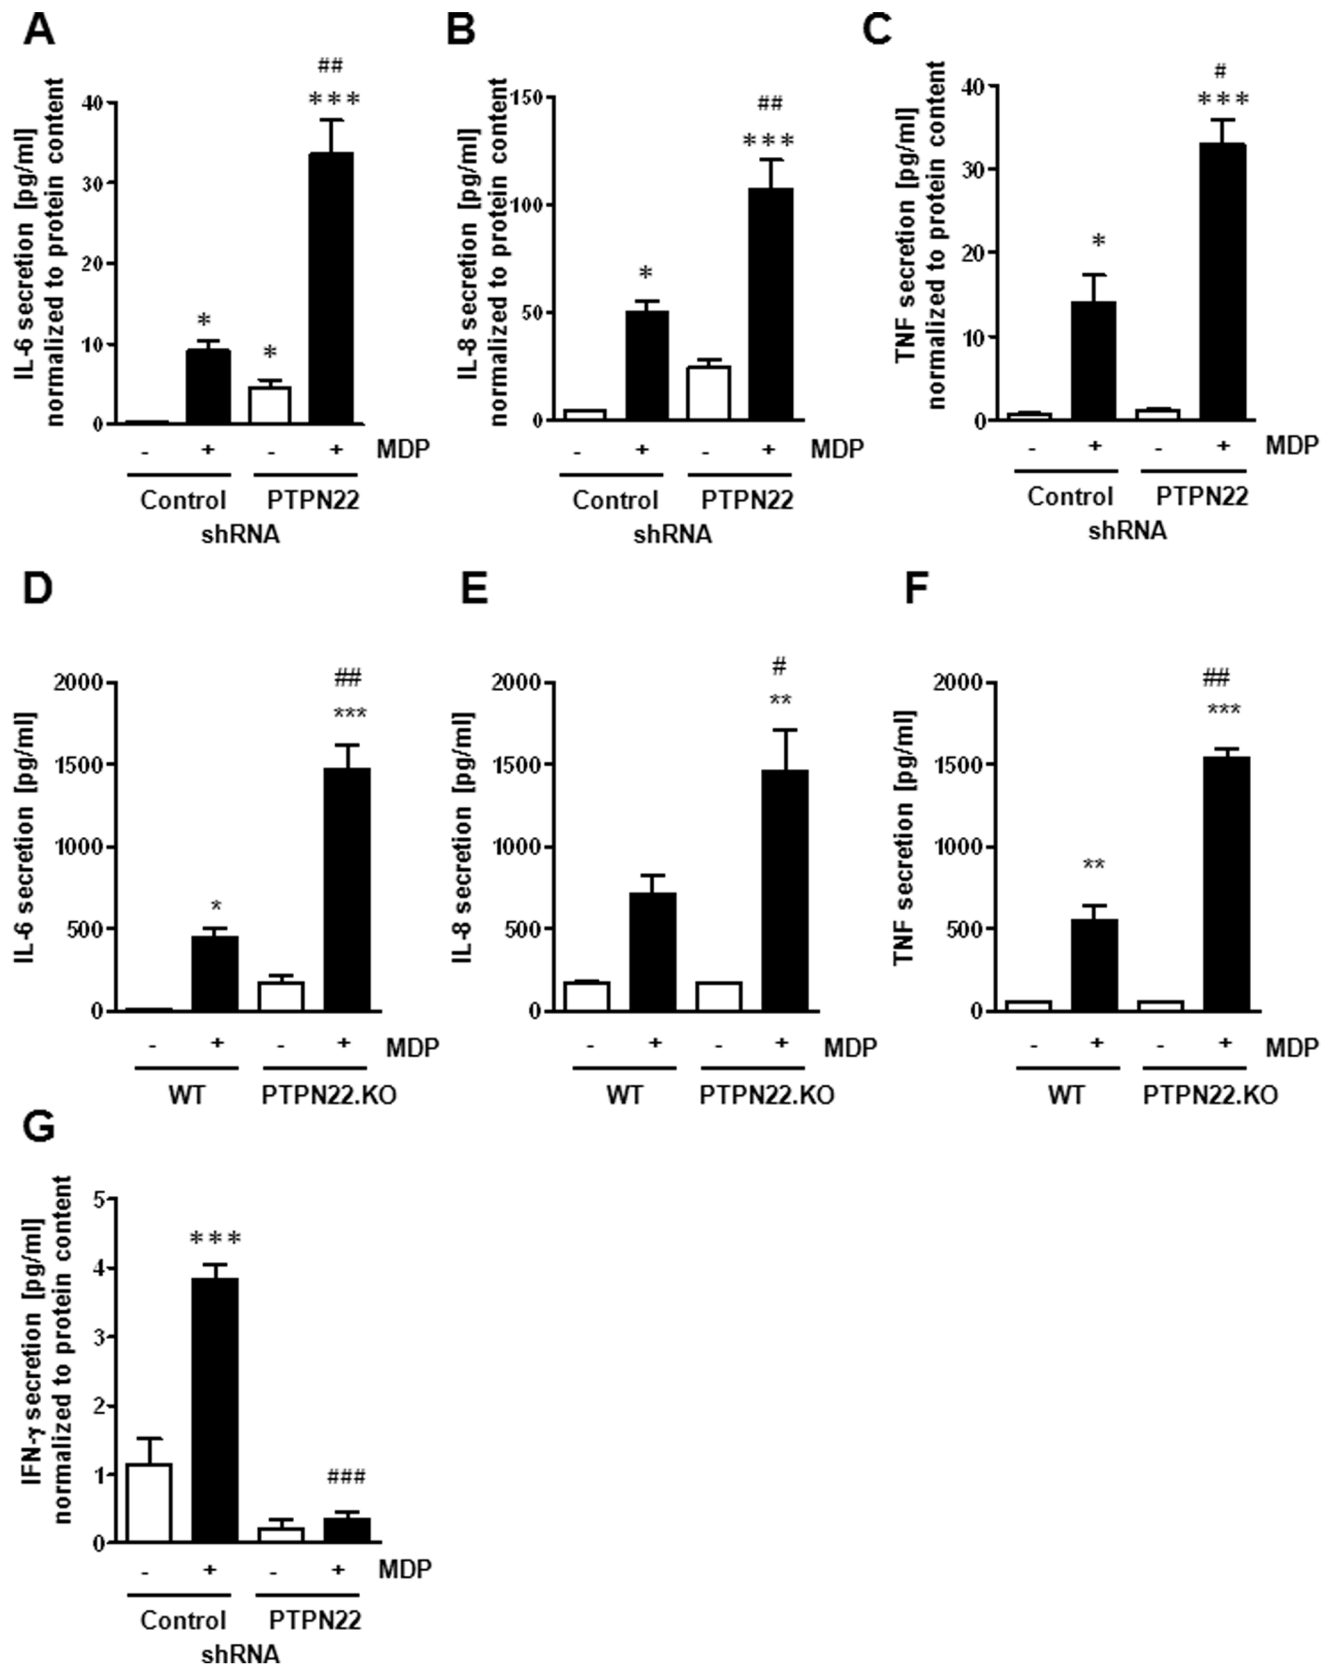 A
IL-6 secretion [pg/ml]
normalized to protein content
40
30
20
10
0
##
***
*
*
- + - + MDP
Control PTPN22
shRNA
B
IL-8 secretion [pg/ml]
normalized to protein content
150
100
50
0
##
***
*
- + - + MDP
Control PTPN22
shRNA
C
TNF secretion [pg/ml]
normalized to protein content
40
30
20
10
0
#
***
*
- + - + MDP
Control PTPN22
shRNA
D
IL-6 secretion [pg/ml]
2000
1500
1000
500
0
##
***
*
- + - + MDP
WT PTPN22.KO
E
IL-8 secretion [pg/ml]
2000
1500
1000
500
0
#
**
- + - + MDP
WT PTPN22.KO
F
TNF secretion [pg/ml]
2000
1500
1000
500
0
##
***
**
- + - + MDP
WT PTPN22.KO
G
IFN-γ secretion [pg/ml]
normalized to protein content
5
4
3
2
1
0
***
###
- + - + MDP
Control PTPN22
shRNA